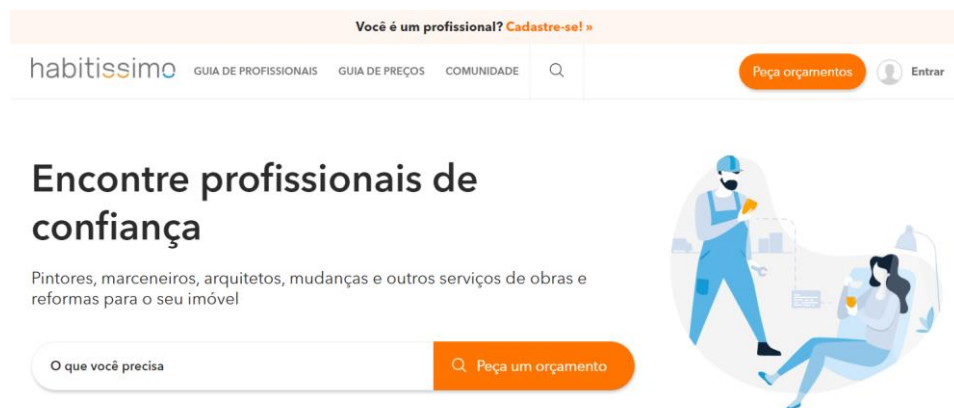 Você é um profissional? Cadastre-se! »
habitissimo GUIA DE PROFISSIONAIS GUIA DE PREÇOS COMUNIDADE Peça orçamentos Entrar
Encontre profissionais de
confiança
Pintores, marceneiros, arquitetos, mudanças e outros serviços de obras e
reformas para o seu imóvel
O que você precisa Peça um orçamento